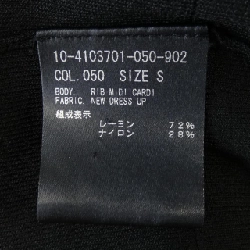 10-4103701-050-902
COL.050 SIZE S
BODY RIB M.DI CARDI
FABRIC. NEW DRESS UP
組成表示
レーヨン 72%
ナイロン 28%